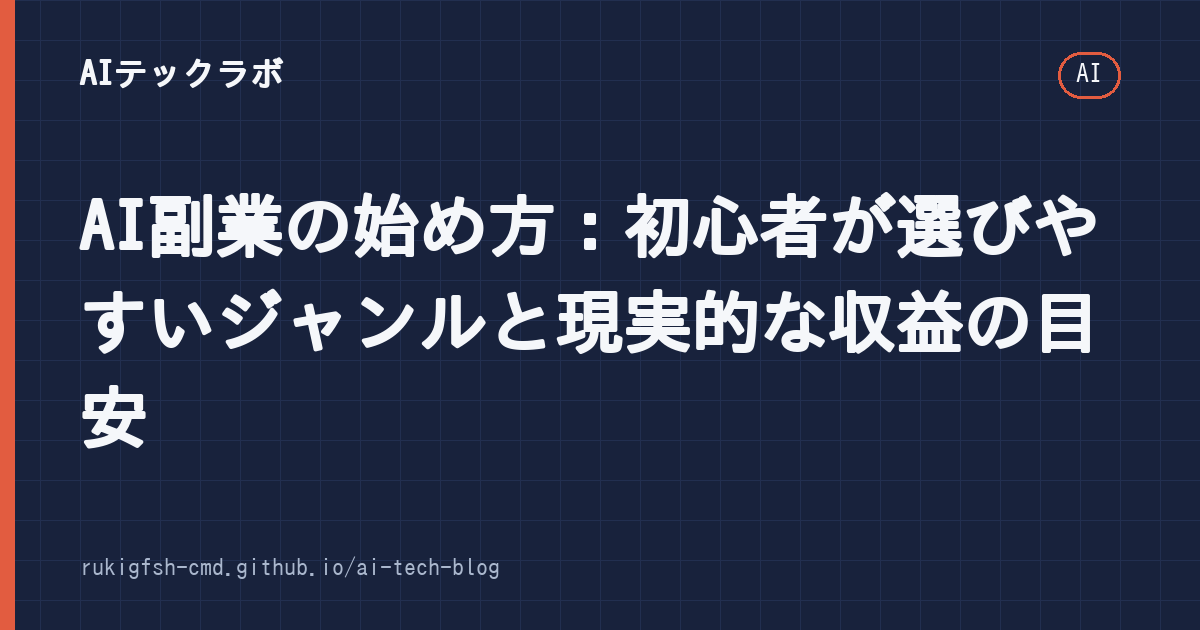 AIテックラボ
AI
AI副業の始め方：初心者が選びや
すいジャンルと現実的な収益の目
安
rukigfsh-cmd.github.io/ai-tech-blog